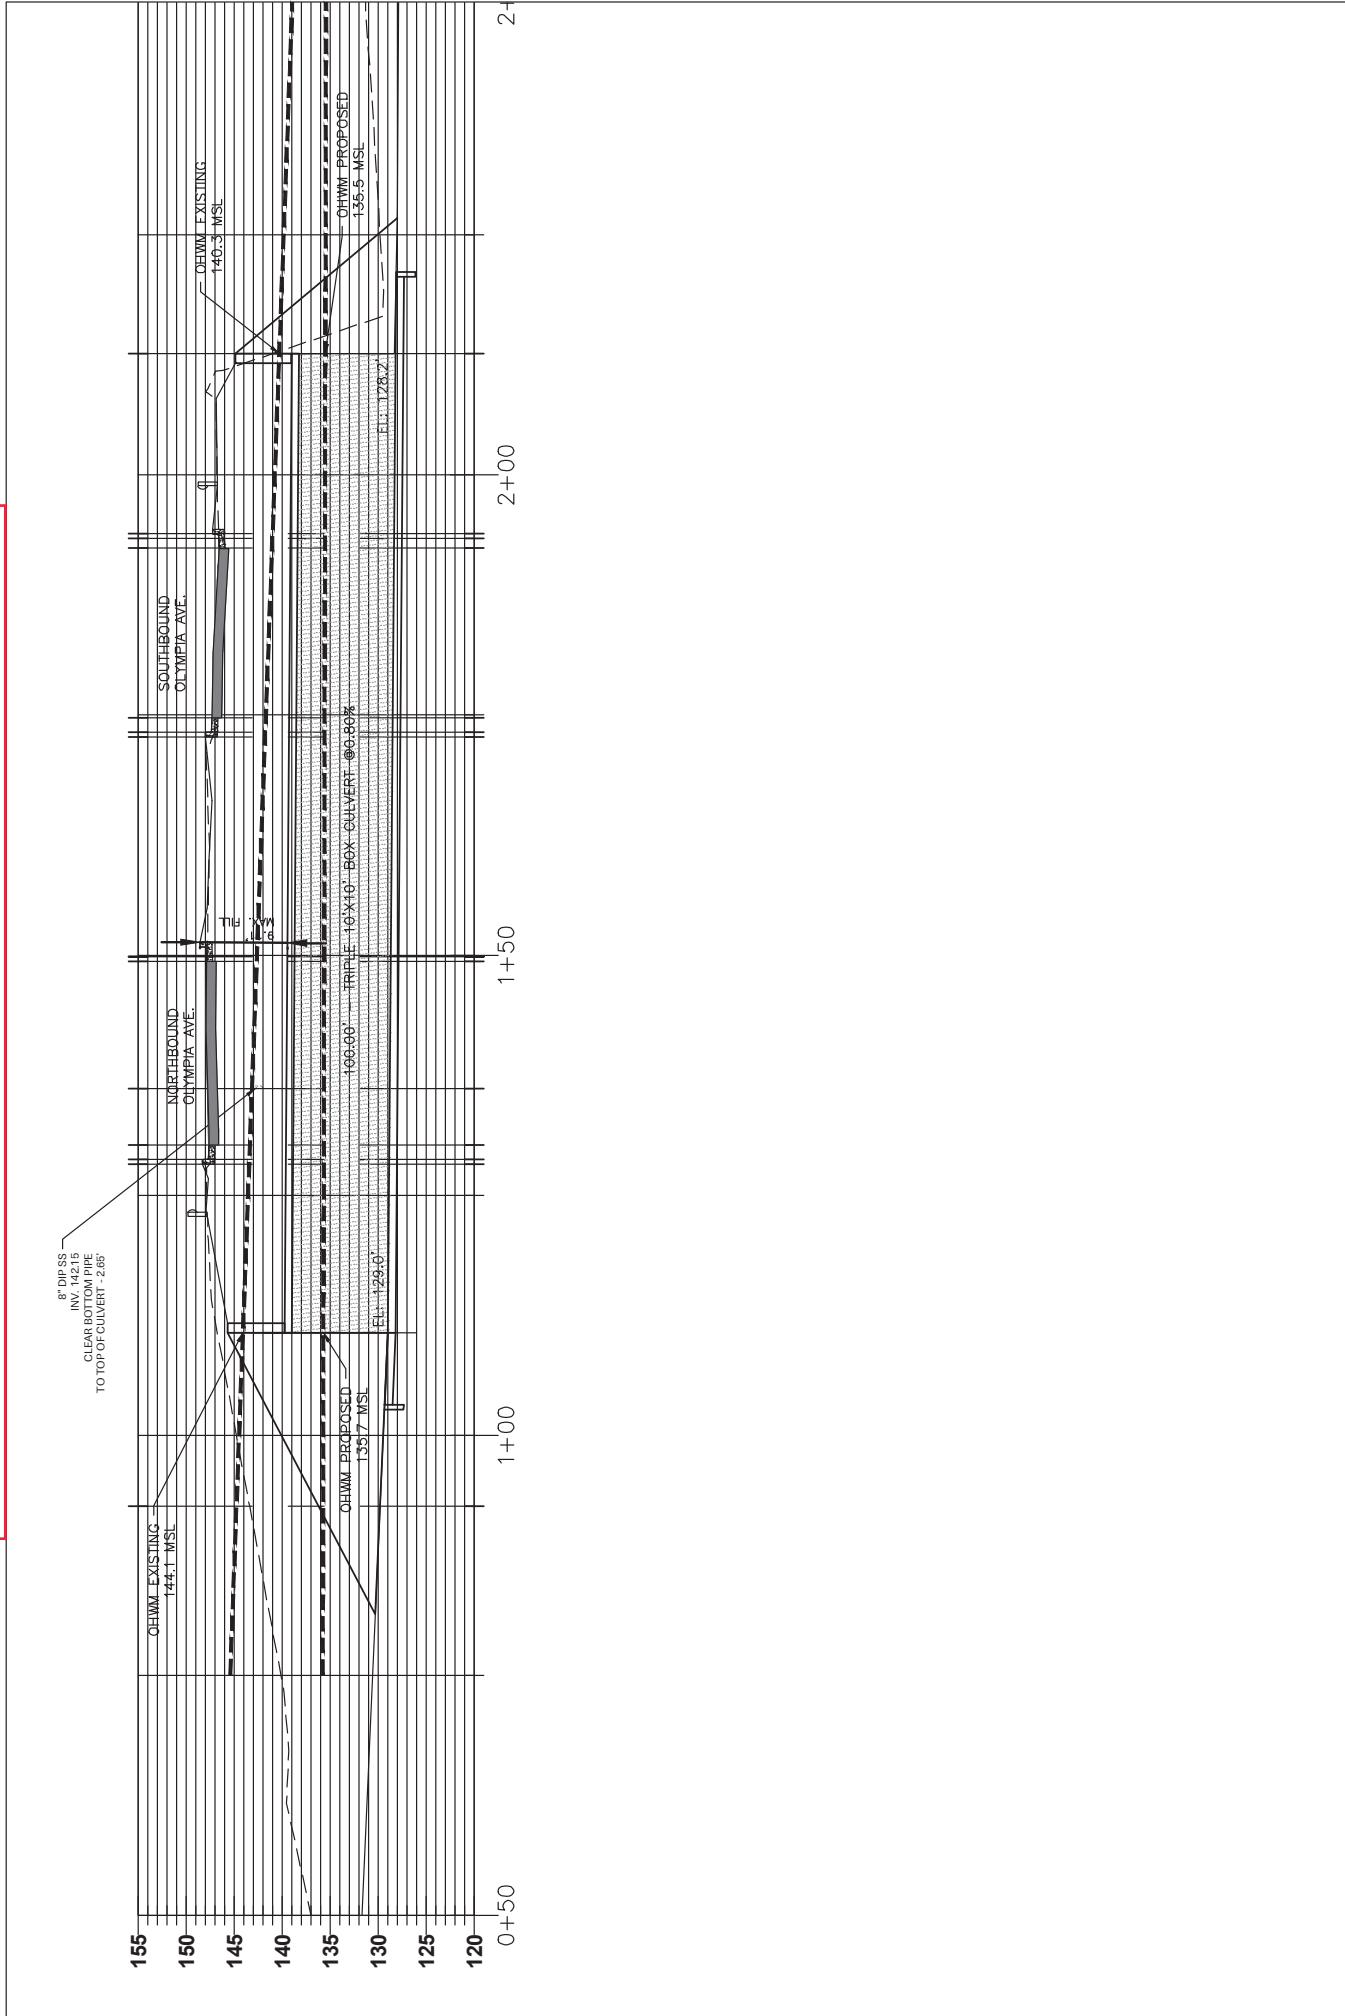 8" DIP SS
INV. 142.15
CLEAR BOTTOM PIPE
TO TOP OF CULVERT - 2.65'
OHWM EXISTING
144.1 MSL
NORTHBOUND
OLYMPIA AVE.
SOUTHBOUND
OLYMPIA AVE.
OHWM EXISTING
140.3 MSL
MAX. FILL
OHWM PROPOSED
135.7 MSL
EL: 129.0'
100.00' - TRIPLE 10'X10' BOX CULVERT @0.80%
EL: 128.2'
OHWM PROPOSED
135.5 MSL
155
150
145
140
135
130
125
120
0+50
1+00
1+50
2+00
2+